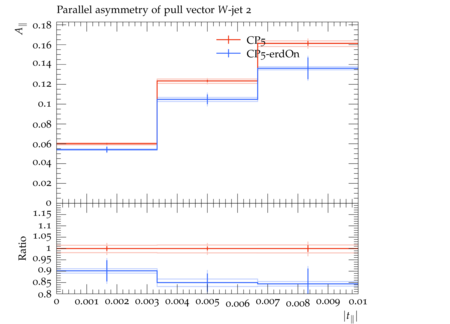 Parallel asymmetry of pull vector W-jet 2
A∥
0.18
0.16
0.14
0.12
0.1
0.08
0.06
0.04
0.02
0
CP5
CP5-erdOn
Ratio
1.15
1.1
1.05
1
0.95
0.9
0.85
0.8
0 0.001 0.002 0.003 0.004 0.005 0.006 0.007 0.008 0.009 0.01
|t∥|